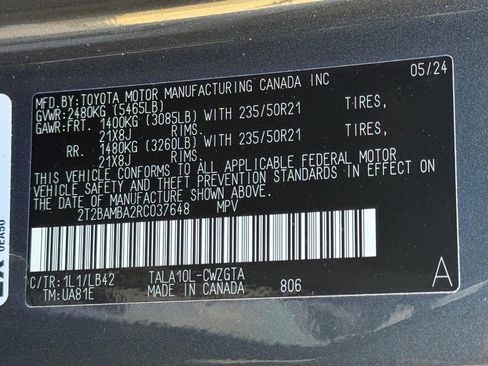 MFD.BY:TOYOTA MOTOR MANUFACTURING CANADA INC 05/24
GVWR:2480KG (5465LB)
GAWR:FRT. 1400KG (3085LB) WITH 235/50R21 TIRES,
21X8J RIMS.
RR. 1480KG (3260LB) WITH 235/50R21 TIRES,
21X8J RIMS.
THIS VEHICLE CONFORMS TO ALL APPLICABLE FEDERAL MOTOR
VEHICLE SAFETY AND THEFT PREVENTION STANDARDS IN EFFECT ON
THE DATE OF MANUFACTURE SHOWN ABOVE.
2T2BAMBA2RC037648 MPV
C/TR:1L1/LB42 TALA10L-CWZGTA A
TM:UA81E MADE IN CANADA 806
0EA50